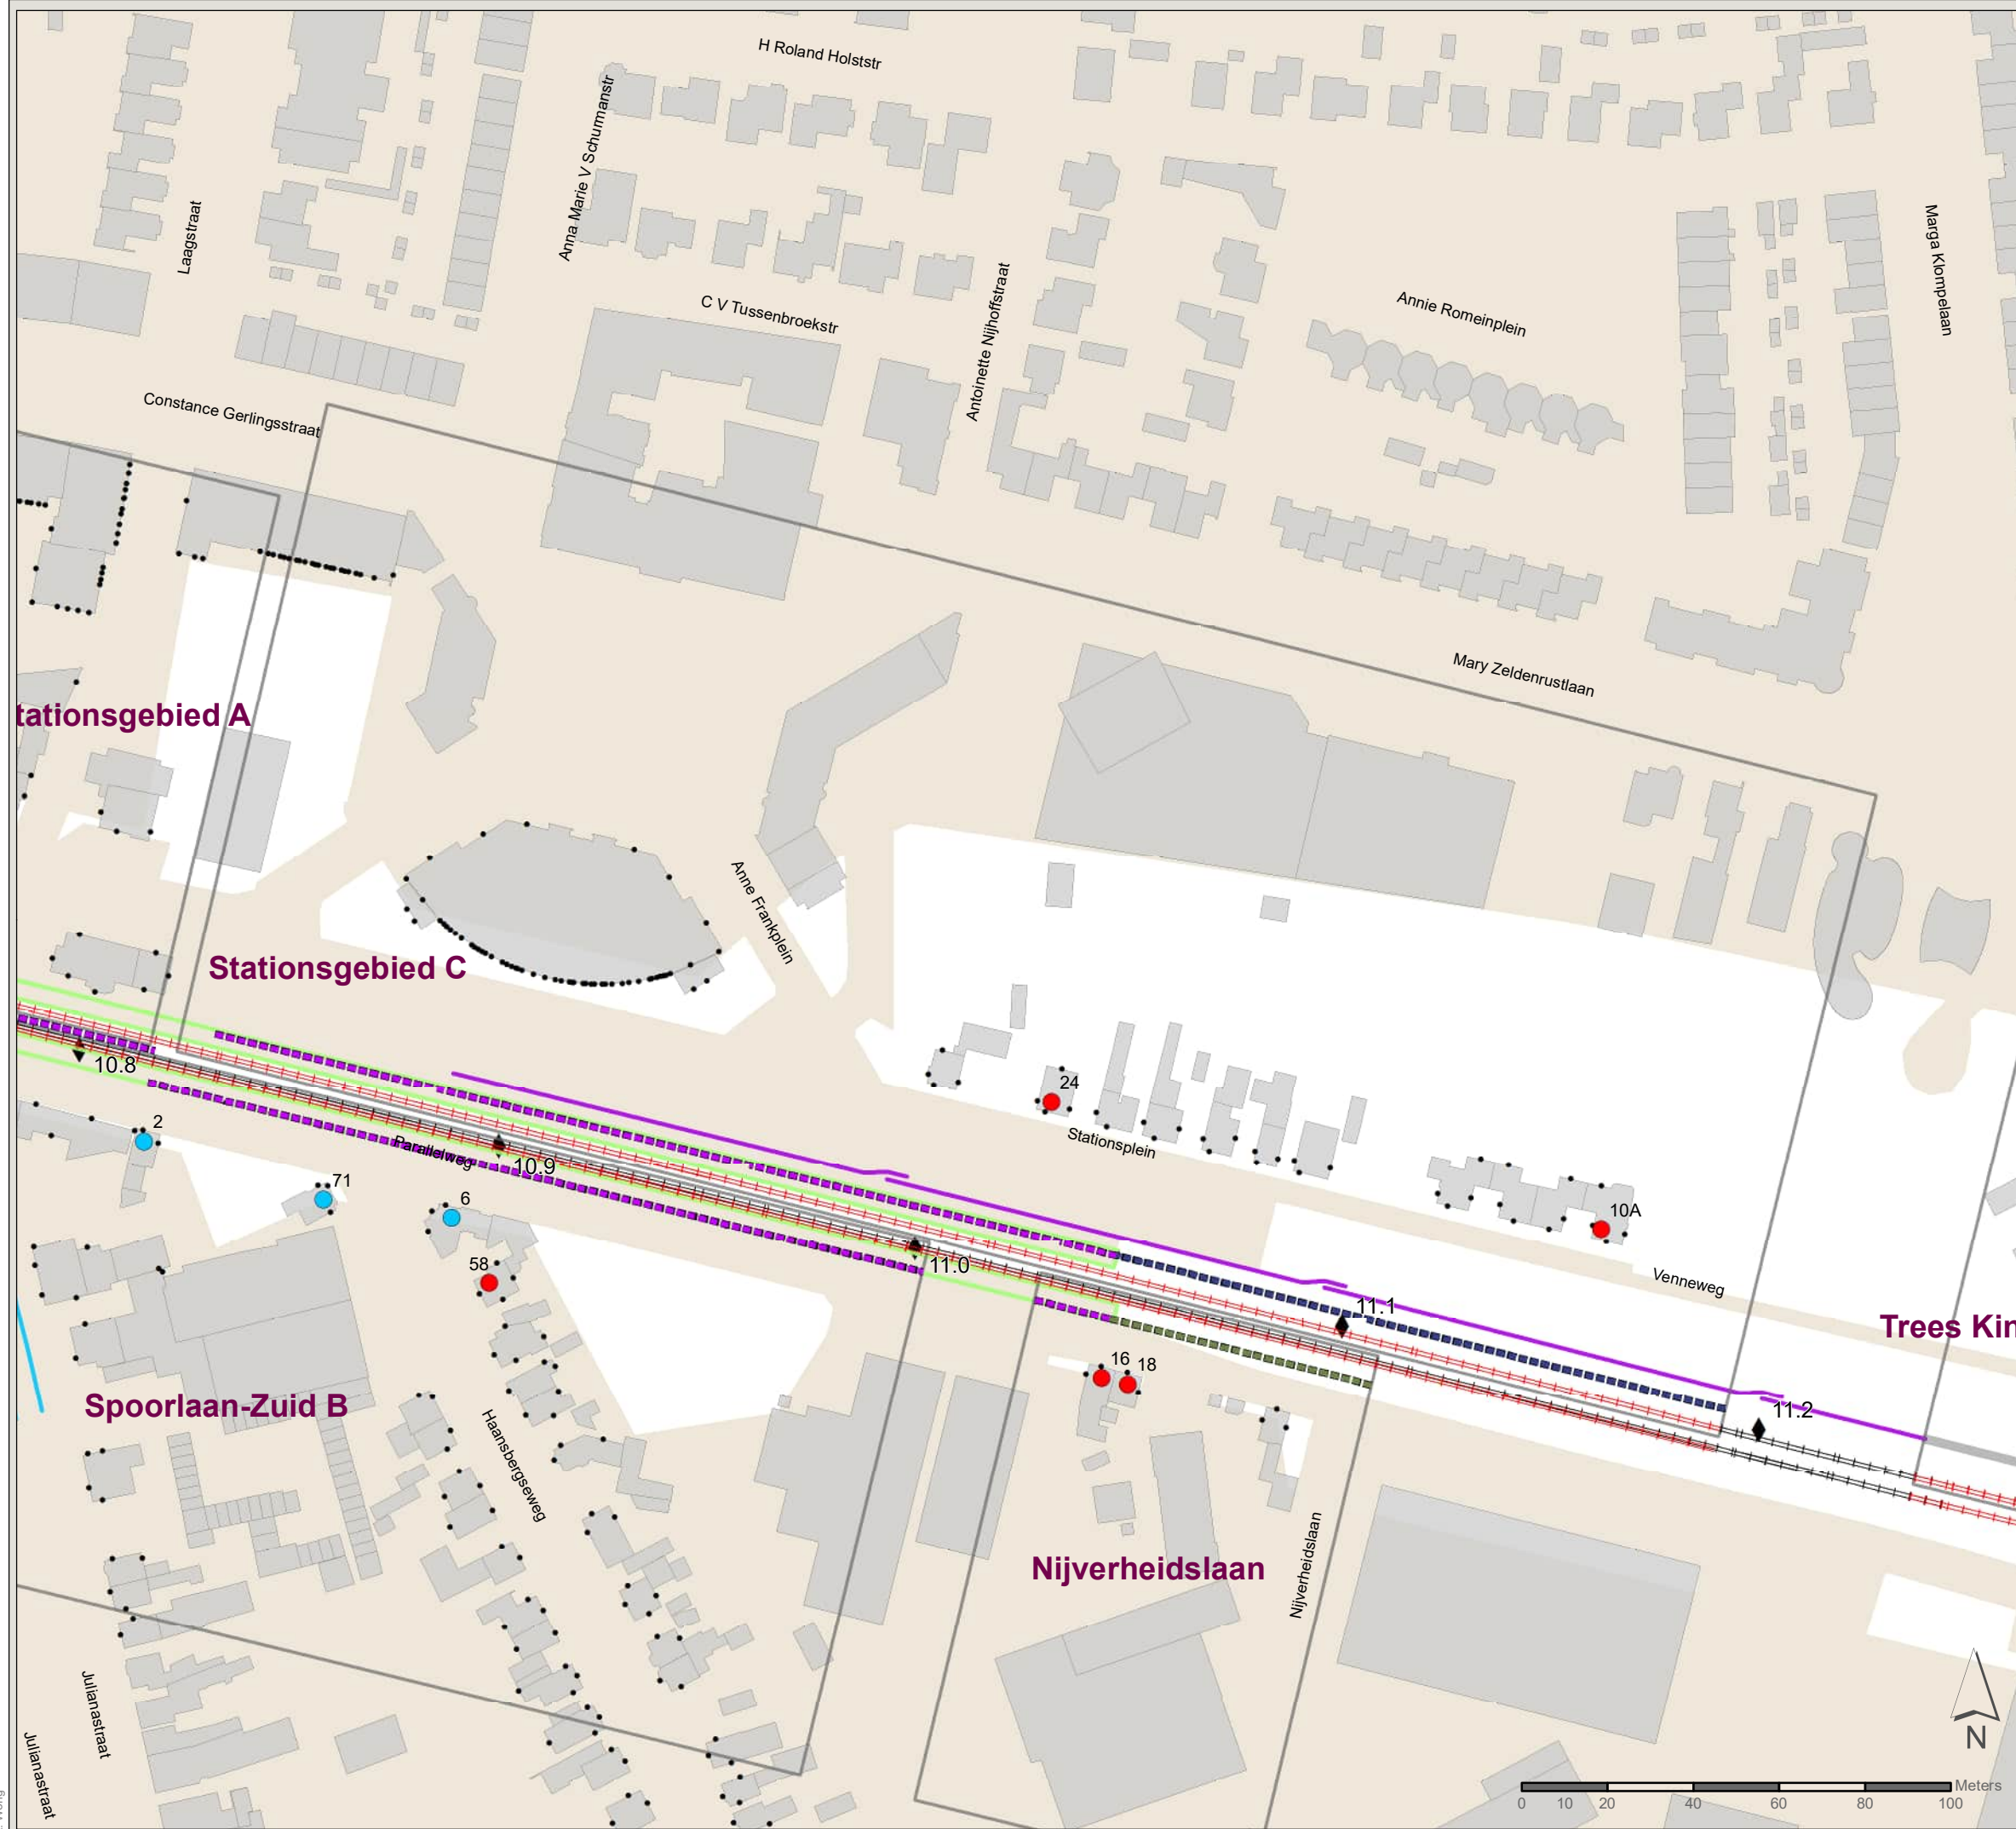 H Roland Holststr
Anna Marie V Schurmanstr
Laagstraat
Marga Klompelaan
Antoinette Nijhoffstraat
C V Tussenbroekstr
Annie Romeinplein
Constance Gerlingsstraat
Mary Zeldenrustlaan
tationsgebied A
Anne Frankplein
Stationsgebied C
10.8
24
2
Stationsplein
Parallelweg
10.9
71
6
10A
11.0
58
Venneweg
11.1
Trees Kin
16
18
Spoorlaan-Zuid B
11.2
Haansbergseweg
Nijverheidslaan
Nijverheidslaan
Julianastraat
Julianastraat
N
Meters
0 10 20 40 60 80 100